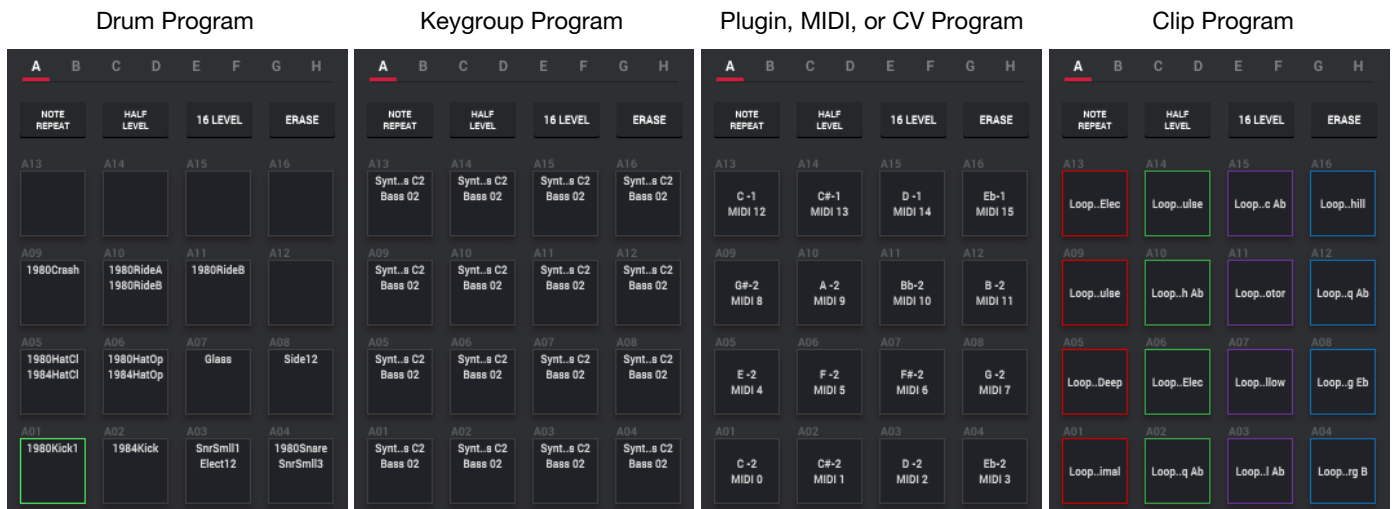 Drum Program
A B C D E F G H
NOTE
REPEAT
HALF
LEVEL
16 LEVEL
ERASE
A13 A14 A15 A16
A09 A10 A11 A12
1980Crash
1980RideA
1980RideB
1980RideB
A05 A06 A07 A08
1980HatCl
1984HatCl
1980HatOp
1984HatOp
Glass
Side12
A01 A02 A03 A04
1980Kick1
1984Kick
SnrSmll1
Elect12
1980Snare
SnrSmll3
Keygroup Program
A B C D E F G H
NOTE
REPEAT
HALF
LEVEL
16 LEVEL
ERASE
A13 A14 A15 A16
Synt..s C2 Synt..s C2 Synt..s C2 Synt..s C2
Bass 02 Bass 02 Bass 02 Bass 02
A09 A10 A11 A12
Synt..s C2 Synt..s C2 Synt..s C2 Synt..s C2
Bass 02 Bass 02 Bass 02 Bass 02
A05 A06 A07 A08
Synt..s C2 Synt..s C2 Synt..s C2 Synt..s C2
Bass 02 Bass 02 Bass 02 Bass 02
A01 A02 A03 A04
Synt..s C2 Synt..s C2 Synt..s C2 Synt..s C2
Bass 02 Bass 02 Bass 02 Bass 02
Plugin, MIDI, or CV Program
A B C D E F G H
NOTE
REPEAT
HALF
LEVEL
16 LEVEL
ERASE
A13 A14 A15 A16
C -1 C#-1 D -1 Eb-1
MIDI 12 MIDI 13 MIDI 14 MIDI 15
A09 A10 A11 A12
G#-2 A -2 Bb-2 B -2
MIDI 8 MIDI 9 MIDI 10 MIDI 11
A05 A06 A07 A08
E -2 F -2 F#-2 G -2
MIDI 4 MIDI 5 MIDI 6 MIDI 7
A01 A02 A03 A04
C -2 C#-2 D -2 Eb-2
MIDI 0 MIDI 1 MIDI 2 MIDI 3
Clip Program
A B C D E F G H
NOTE
REPEAT
HALF
LEVEL
16 LEVEL
ERASE
A13 A14 A15 A16
Loop..Elec Loop..ulse Loop..c Ab Loop..hill
A09 A10 A11 A12
Loop..ulse Loop..h Ab Loop..otor Loop..q Ab
A05 A06 A07 A08
Loop..Deep Loop..Elec Loop..llow Loop..g Eb
A01 A02 A03 A04
Loop..imal Loop..q Ab Loop..l Ab Loop..rg B